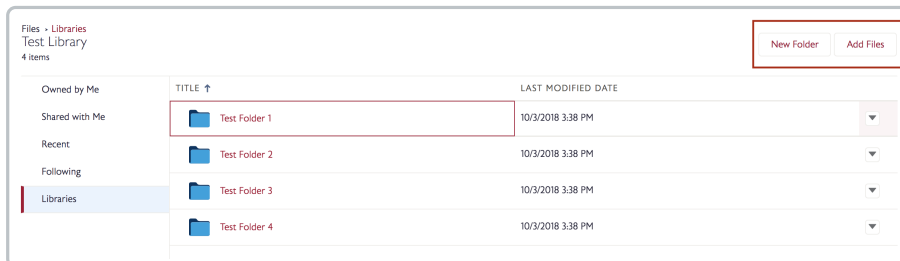 Files > Libraries
Test Library
4 items
New Folder Add Files
Owned by Me
Shared with Me
Recent
Following
Libraries
TITLE ↑ LAST MODIFIED DATE
Test Folder 1 10/3/2018 3:38 PM
Test Folder 2 10/3/2018 3:38 PM
Test Folder 3 10/3/2018 3:38 PM
Test Folder 4 10/3/2018 3:38 PM